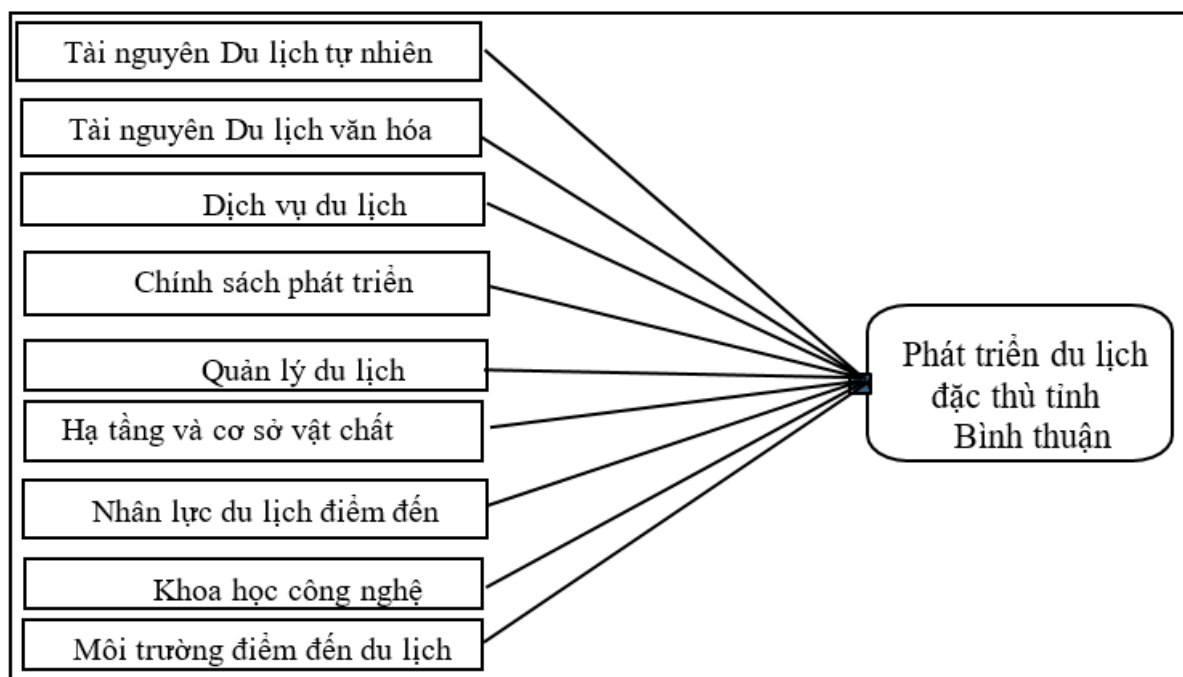 Tài nguyên Du lịch tự nhiên
Tài nguyên Du lịch văn hóa
Dịch vụ du lịch
Chính sách phát triển
Quản lý du lịch
Hạ tầng và cơ sở vật chất
Nhân lực du lịch điểm đến
Khoa học công nghệ
Môi trường điểm đến du lịch
Phát triển du lịch
đặc thù tỉnh
Bình thuận